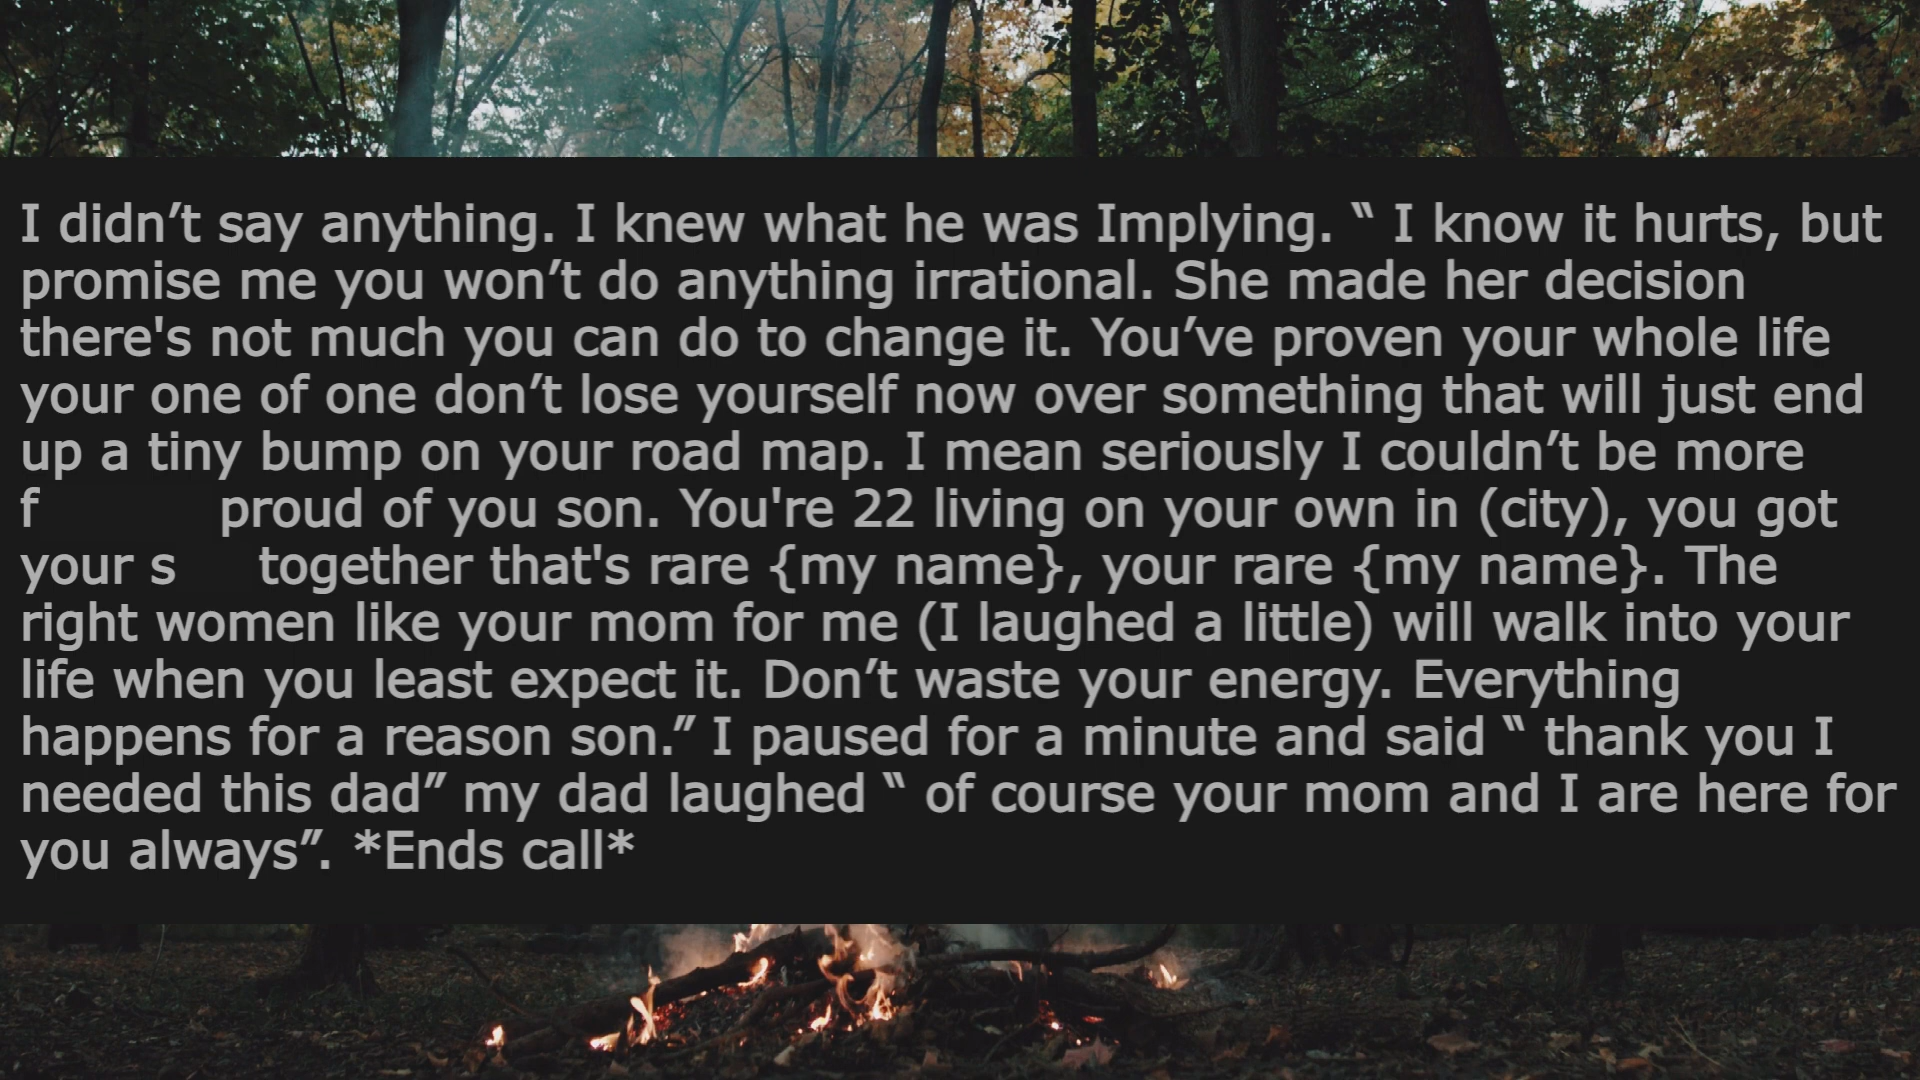 I didn’t say anything. I knew what he was Implying. “ I know it hurts, but
promise me you won’t do anything irrational. She made her decision
there's not much you can do to change it. You’ve proven your whole life
your one of one don’t lose yourself now over something that will just end
up a tiny bump on your road map. I mean seriously I couldn’t be more
f proud of you son. You're 22 living on your own in (city), you got
your s together that's rare {my name}, your rare {my name}. The
right women like your mom for me (I laughed a little) will walk into your
life when you least expect it. Don’t waste your energy. Everything
happens for a reason son.” I paused for a minute and said “ thank you I
needed this dad” my dad laughed “ of course your mom and I are here for
you always”. *Ends call*